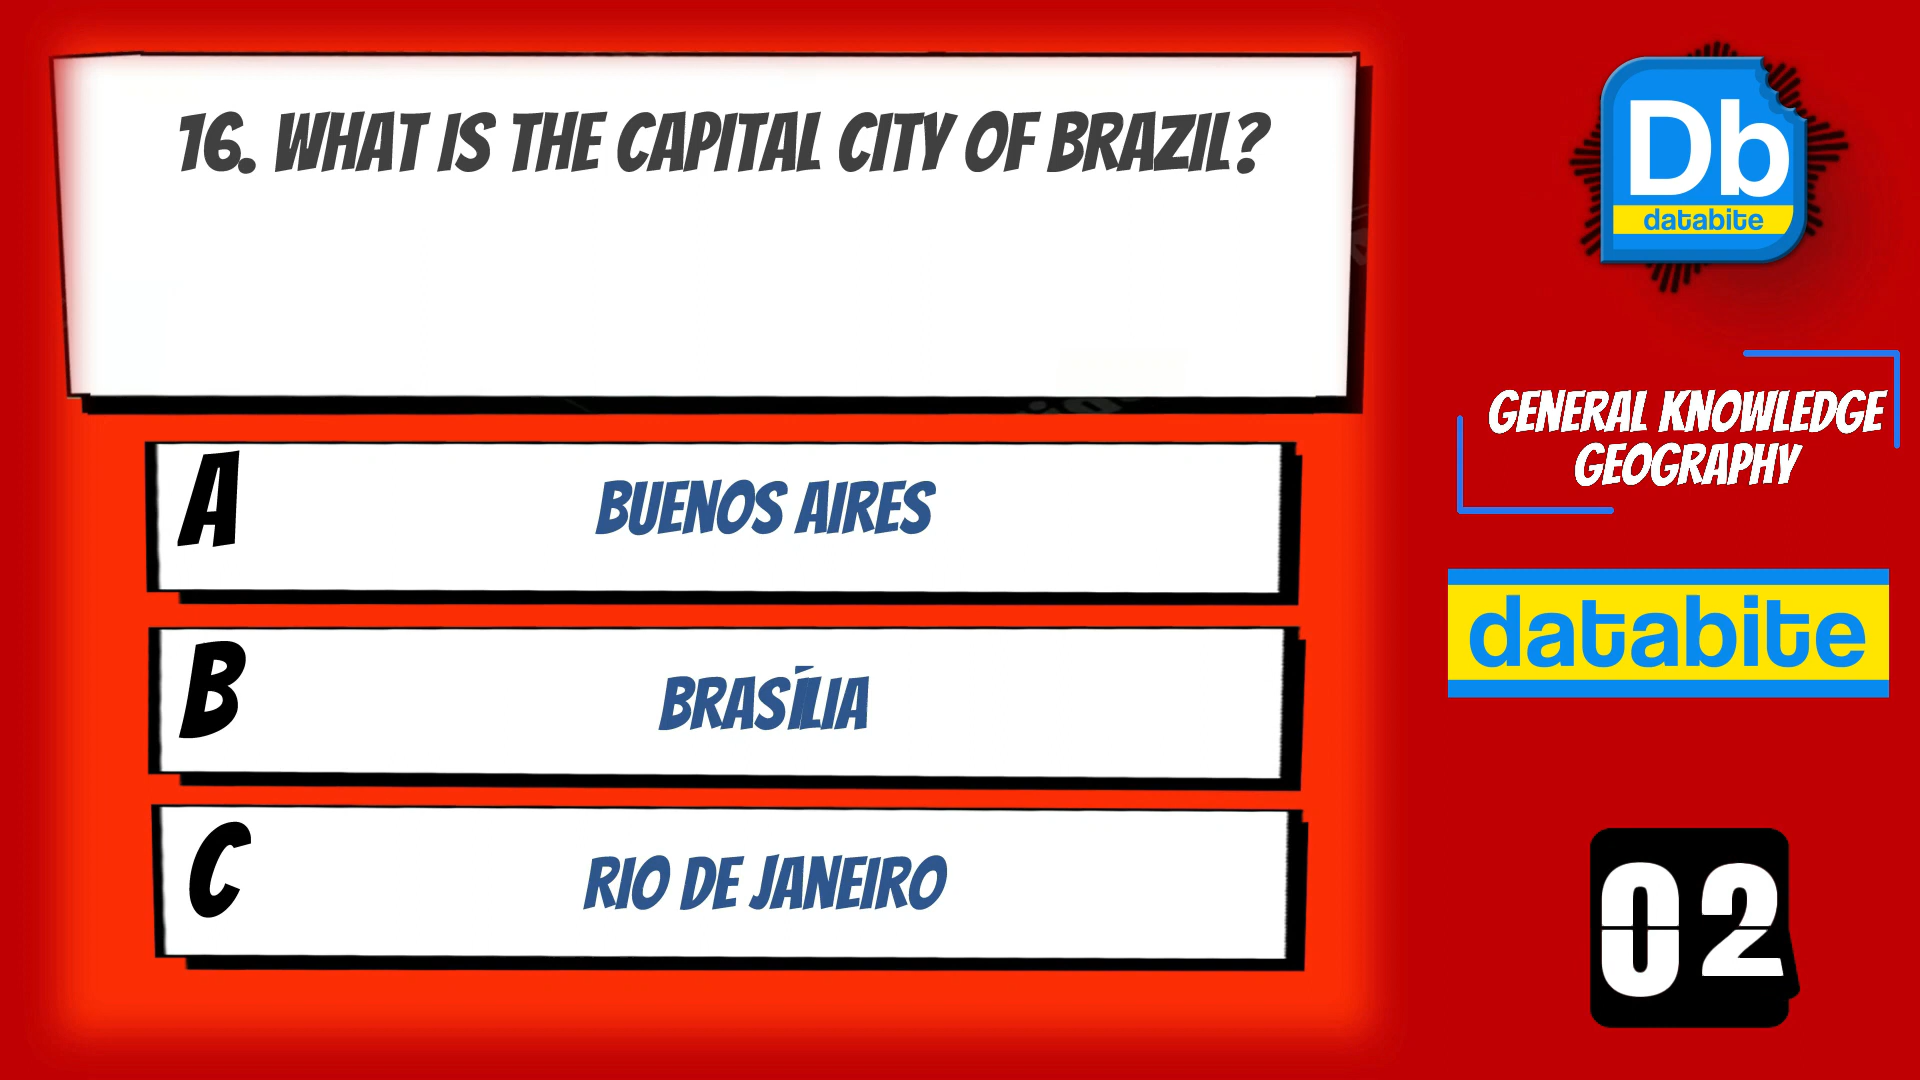 16. WHAT IS THE CAPITAL CITY OF BRAZIL?
A
BUENOS AIRES
B
BRASÍLIA
C
RIO DE JANEIRO
Db
databite
GENERAL KNOWLEDGE
GEOGRAPHY
databite
02